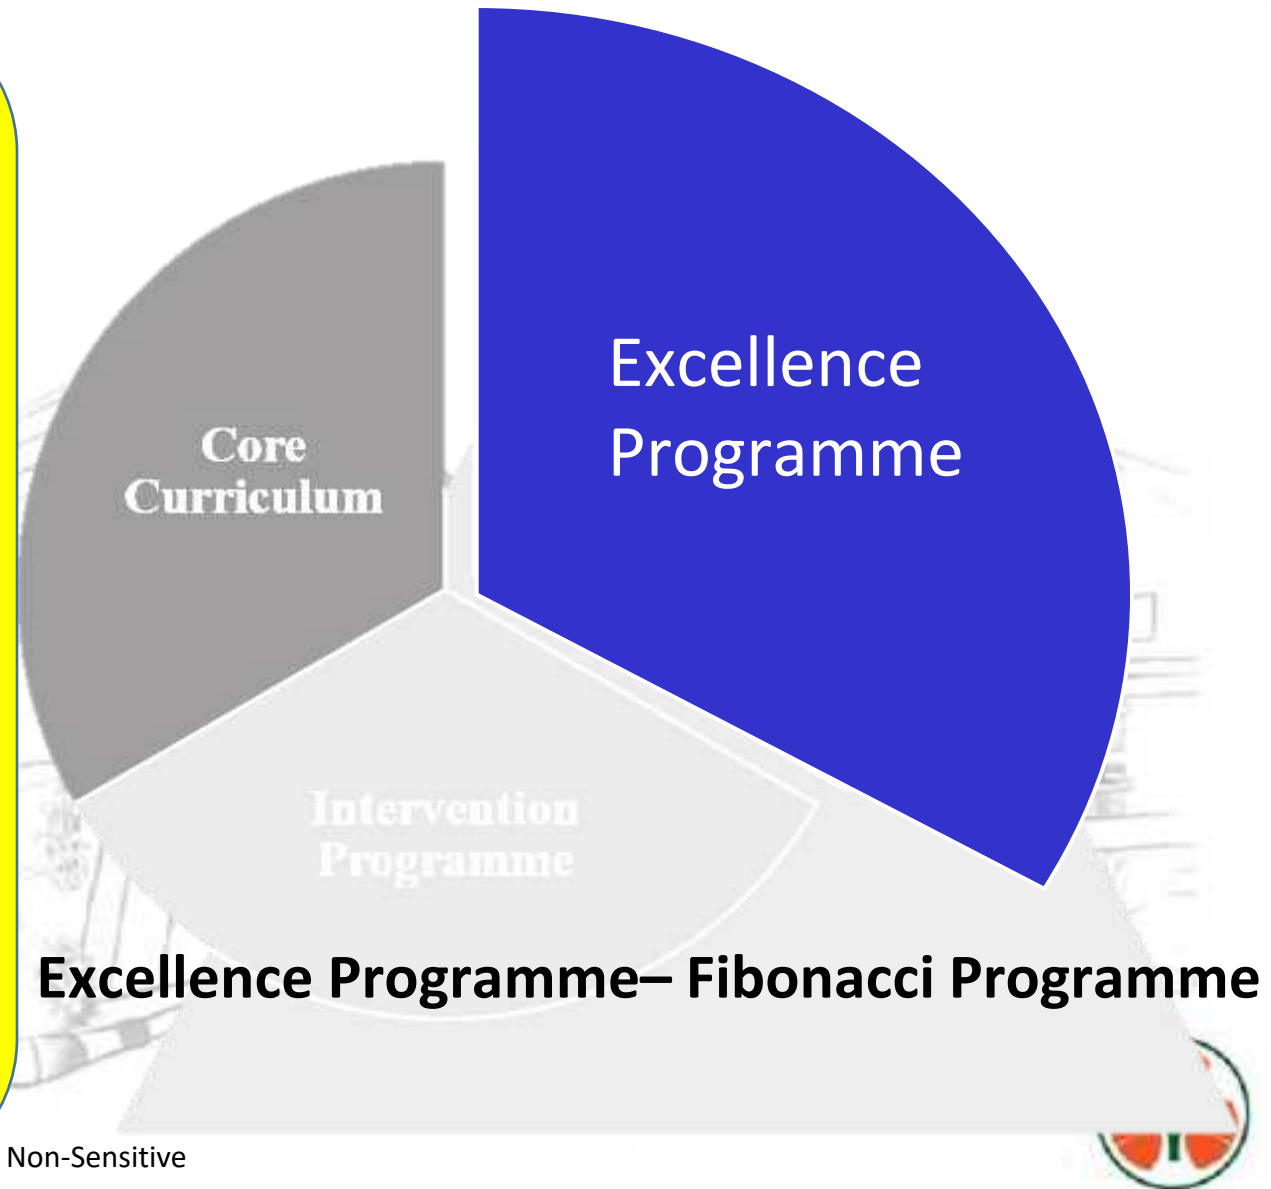 Excellence
Programme
Core
Curriculum
Intervention
Programme
Excellence Programme– Fibonacci Programme
Non-Sensitive